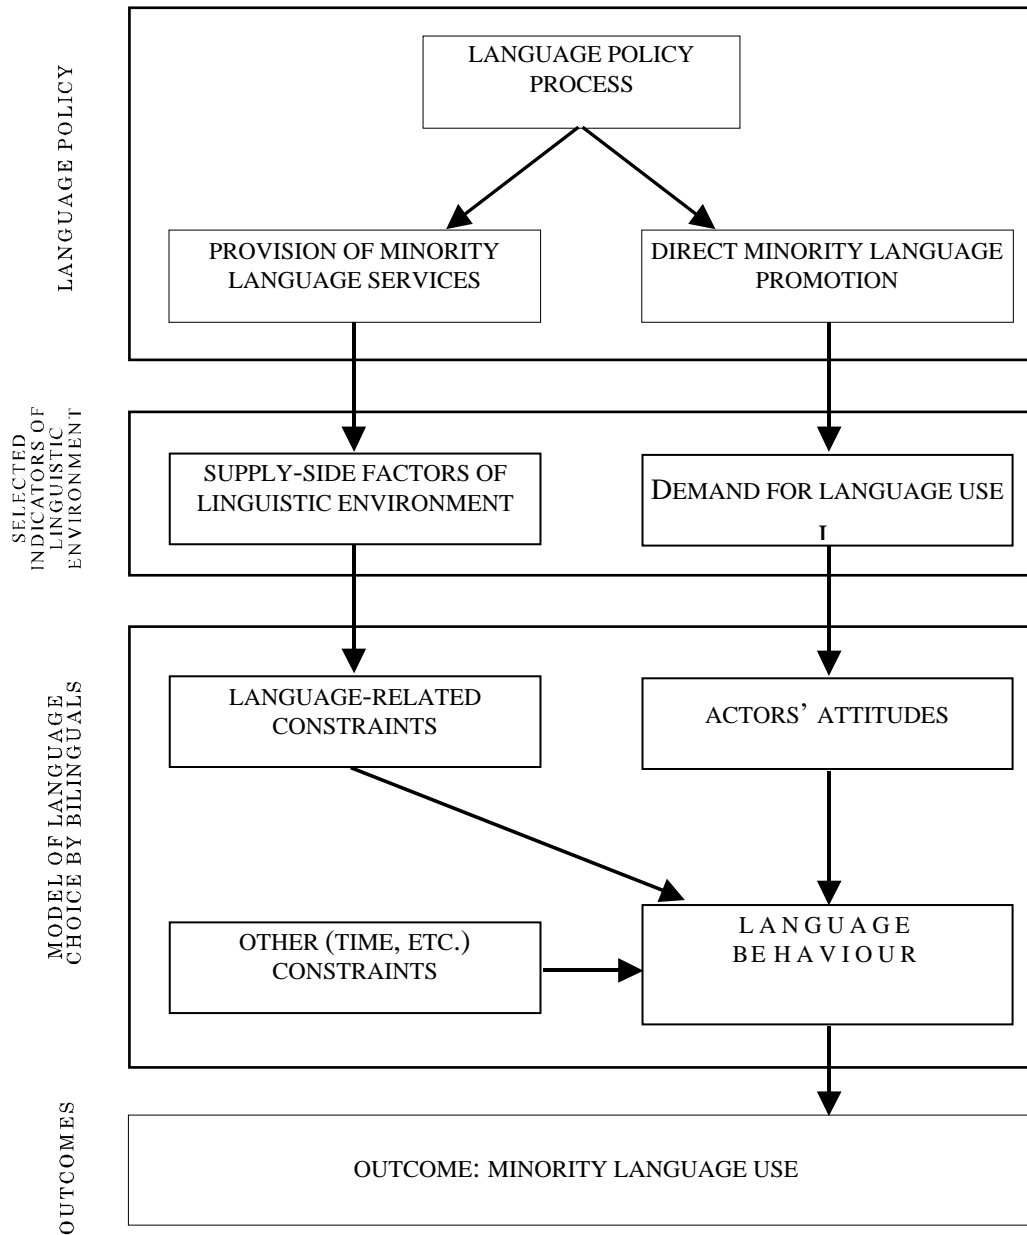 LANGUAGE POLICY
LANGUAGE POLICY
PROCESS
PROVISION OF MINORITY
LANGUAGE SERVICES
DIRECT MINORITY LANGUAGE
PROMOTION
SELECTED
INDICATORS OF
LINGUISTIC
ENVIRONMENT
SUPPLY-SIDE FACTORS OF
LINGUISTIC ENVIRONMENT
DEMAND FOR LANGUAGE USE
MODEL OF LANGUAGE
CHOICE BY BILINGUALS
LANGUAGE-RELATED
CONSTRAINTS
ACTORS’ ATTITUDES
OTHER (TIME, ETC.)
CONSTRAINTS
LANGUAGE
BEHAVIOUR
OUTCOMES
OUTCOME: MINORITY LANGUAGE USE